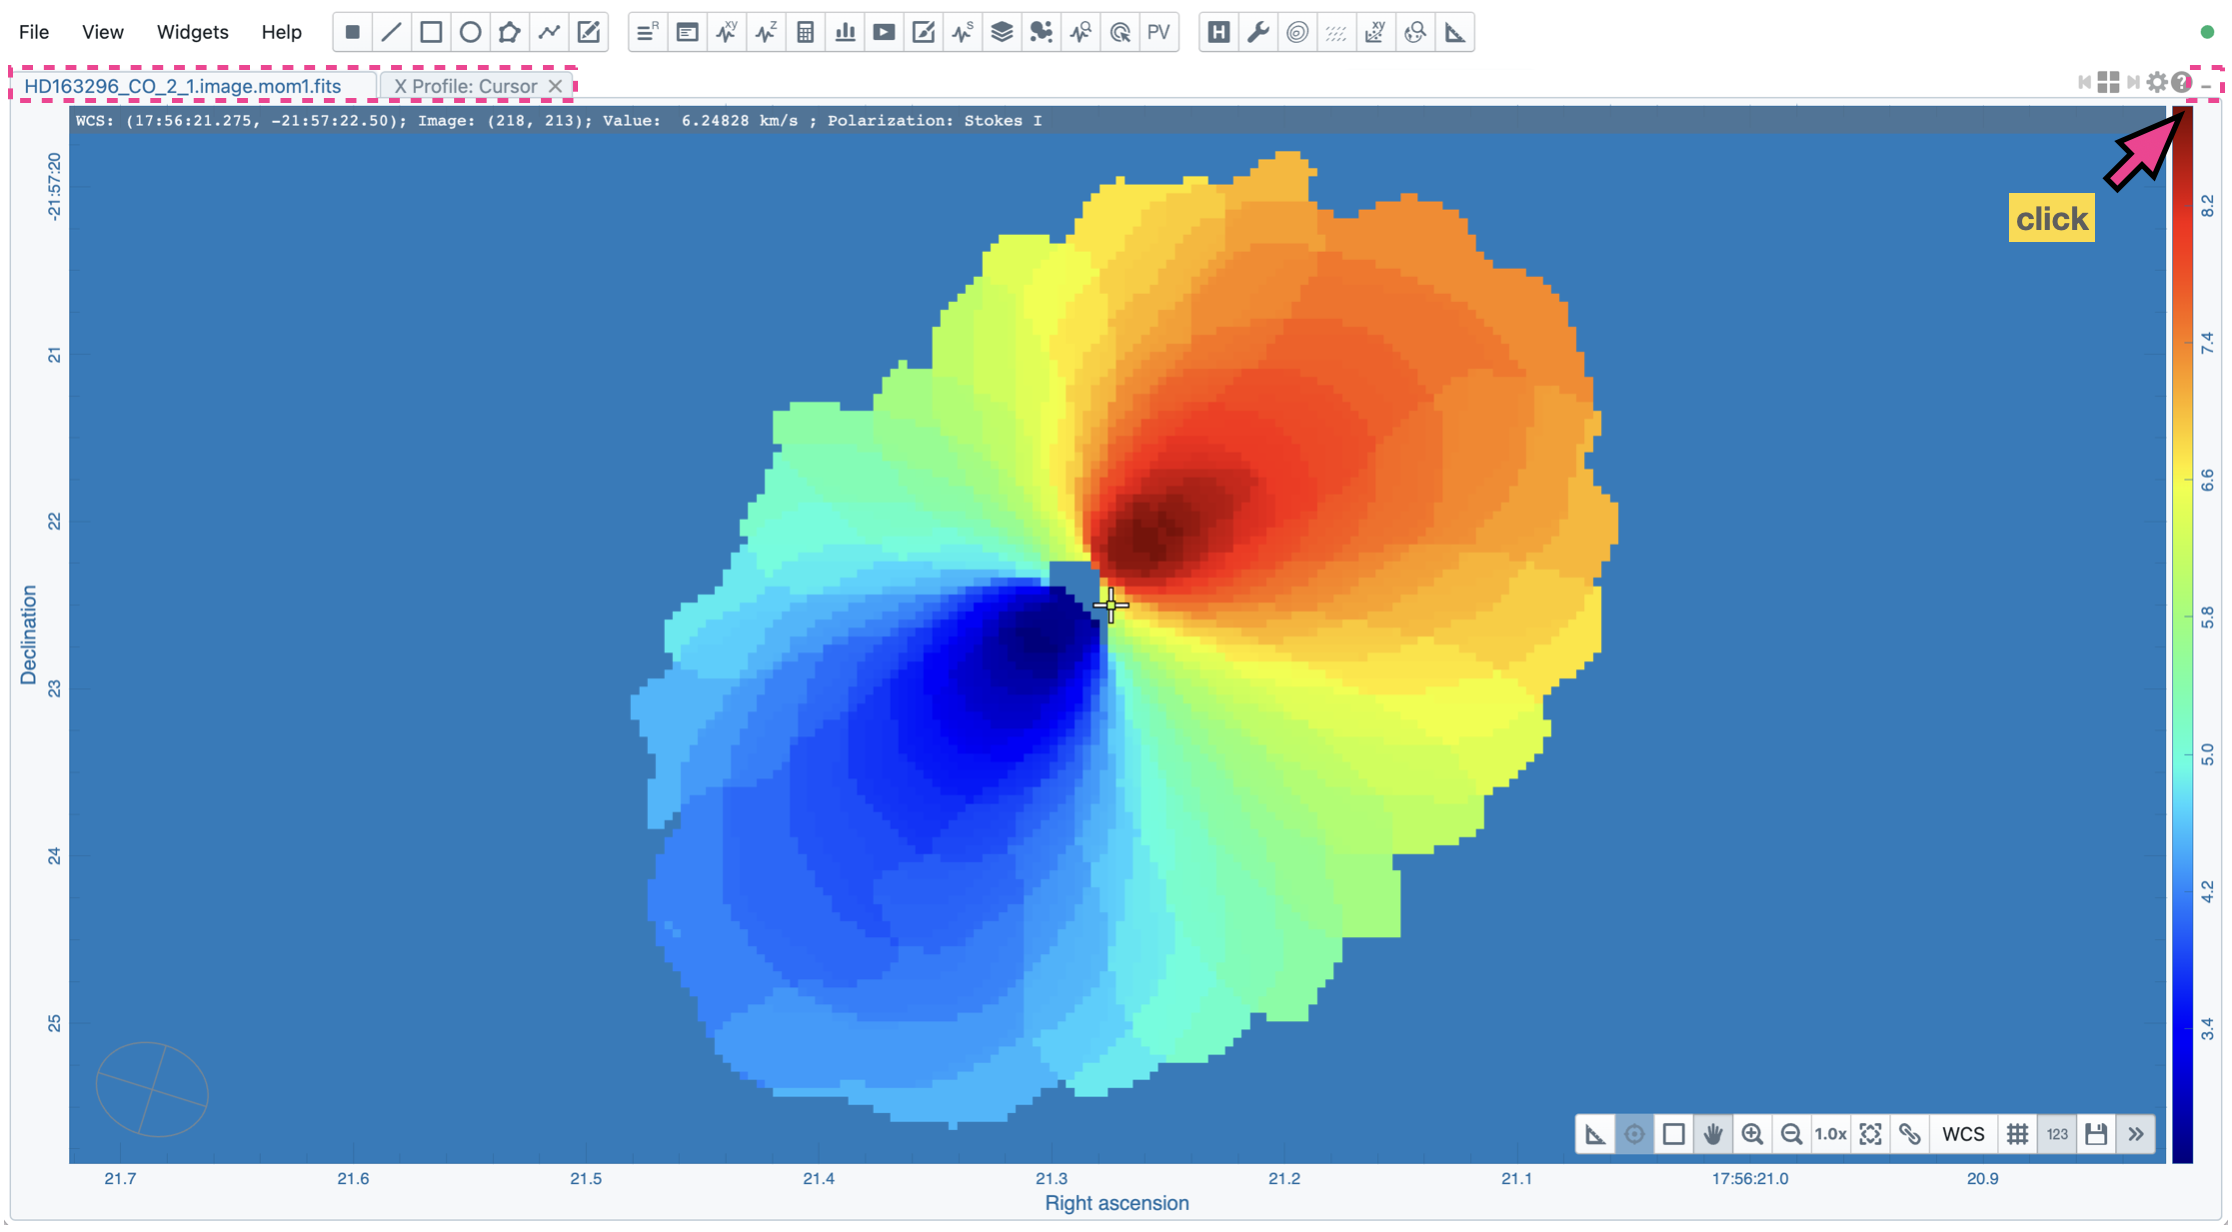 File View Widgets Help
R xy Z S PV H xy
HD163296_CO_2_1.image.mom1.fits X Profile: Cursor
WCS: (17:56:21.275, -21:57:22.50); Image: (218, 213); Value:  6.24828 km/s ; Polarization: Stokes I
click
-21:57:20
21
22
23
24
25
Declination
8.2
7.4
6.6
5.8
5.0
4.2
3.4
1.0x WCS 123
21.7 21.6 21.5 21.4 21.3 21.2 21.1 17:56:21.0 20.9
Right ascension